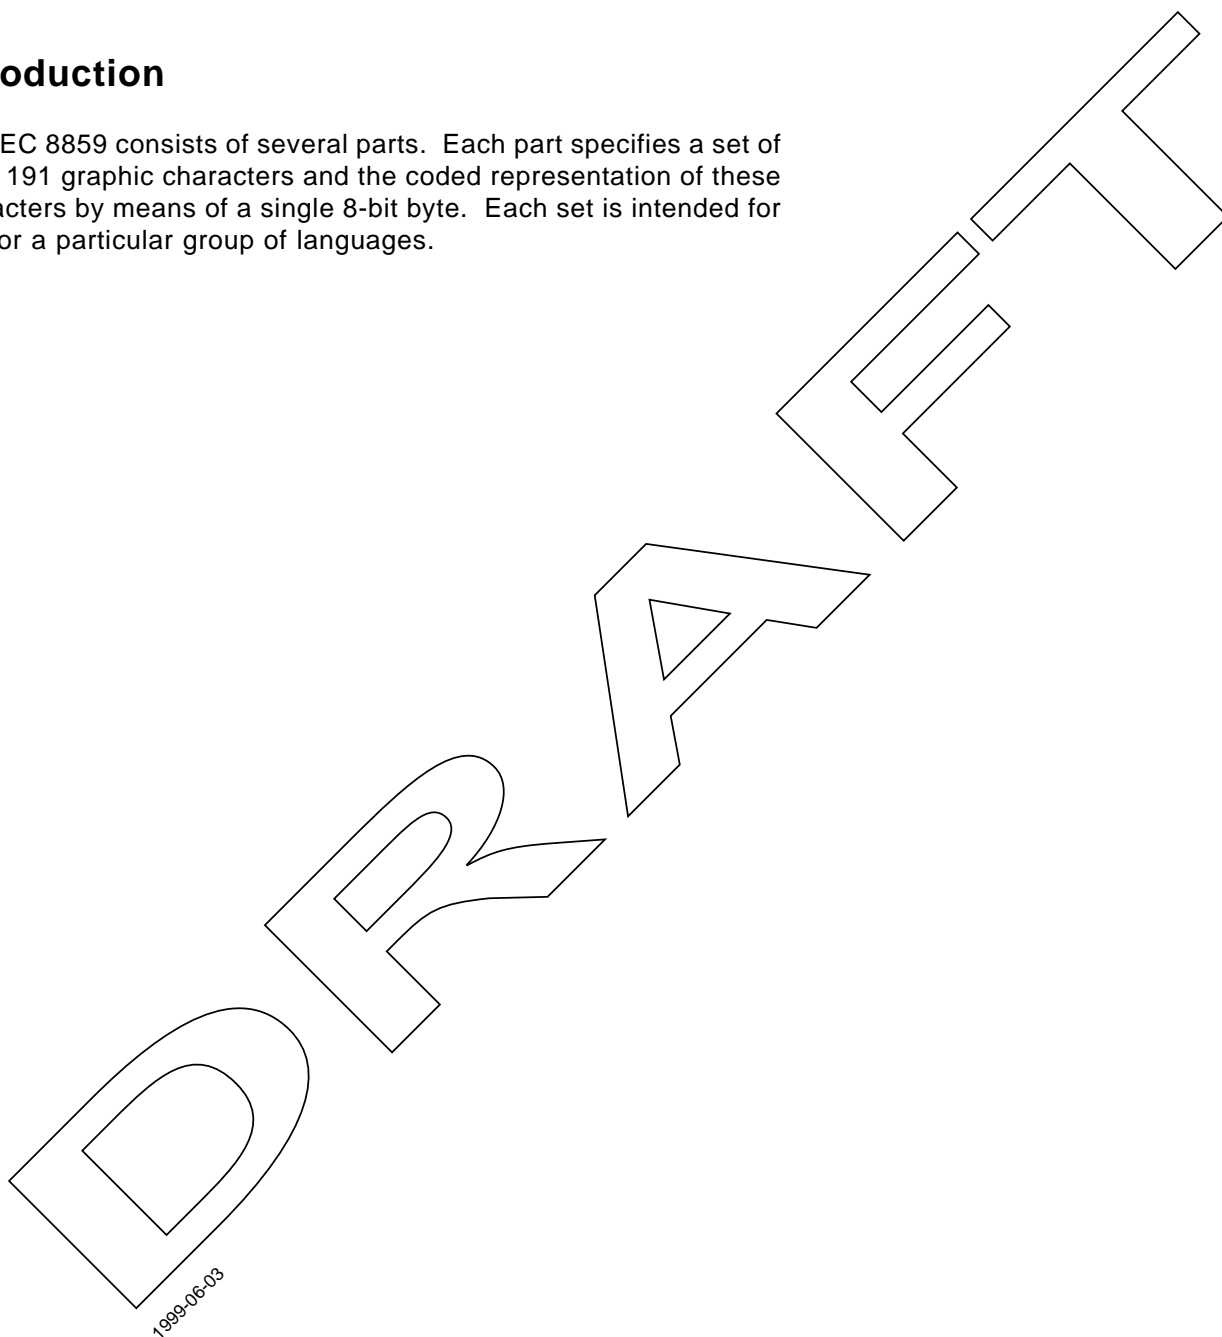 oduction
EC 8859 consists of several parts. Each part specifies a set of
191 graphic characters and the coded representation of these
acters by means of a single 8-bit byte. Each set is intended for
or a particular group of languages.
DRAFT
1999-06-03